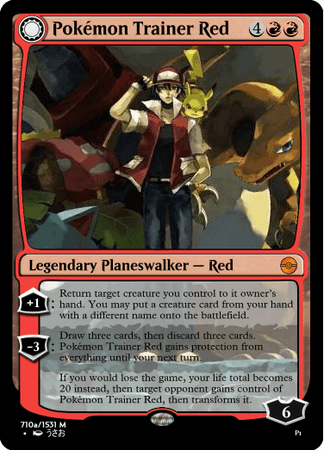 Pokémon Trainer Red 4
Legendary Planeswalker — Red
+1: Return target creature you control to it owner's
hand. You may put a creature card from your hand
with a different name onto the battlefield.
-3: Draw three cards, then discard three cards.
Pokémon Trainer Red gains protection from
everything until your next turn.
If you would lose the game, your life total becomes
20 instead, then target opponent gains control of
Pokémon Trainer Red, then transforms it.
6
710a/1531 M
• うさお
Pr